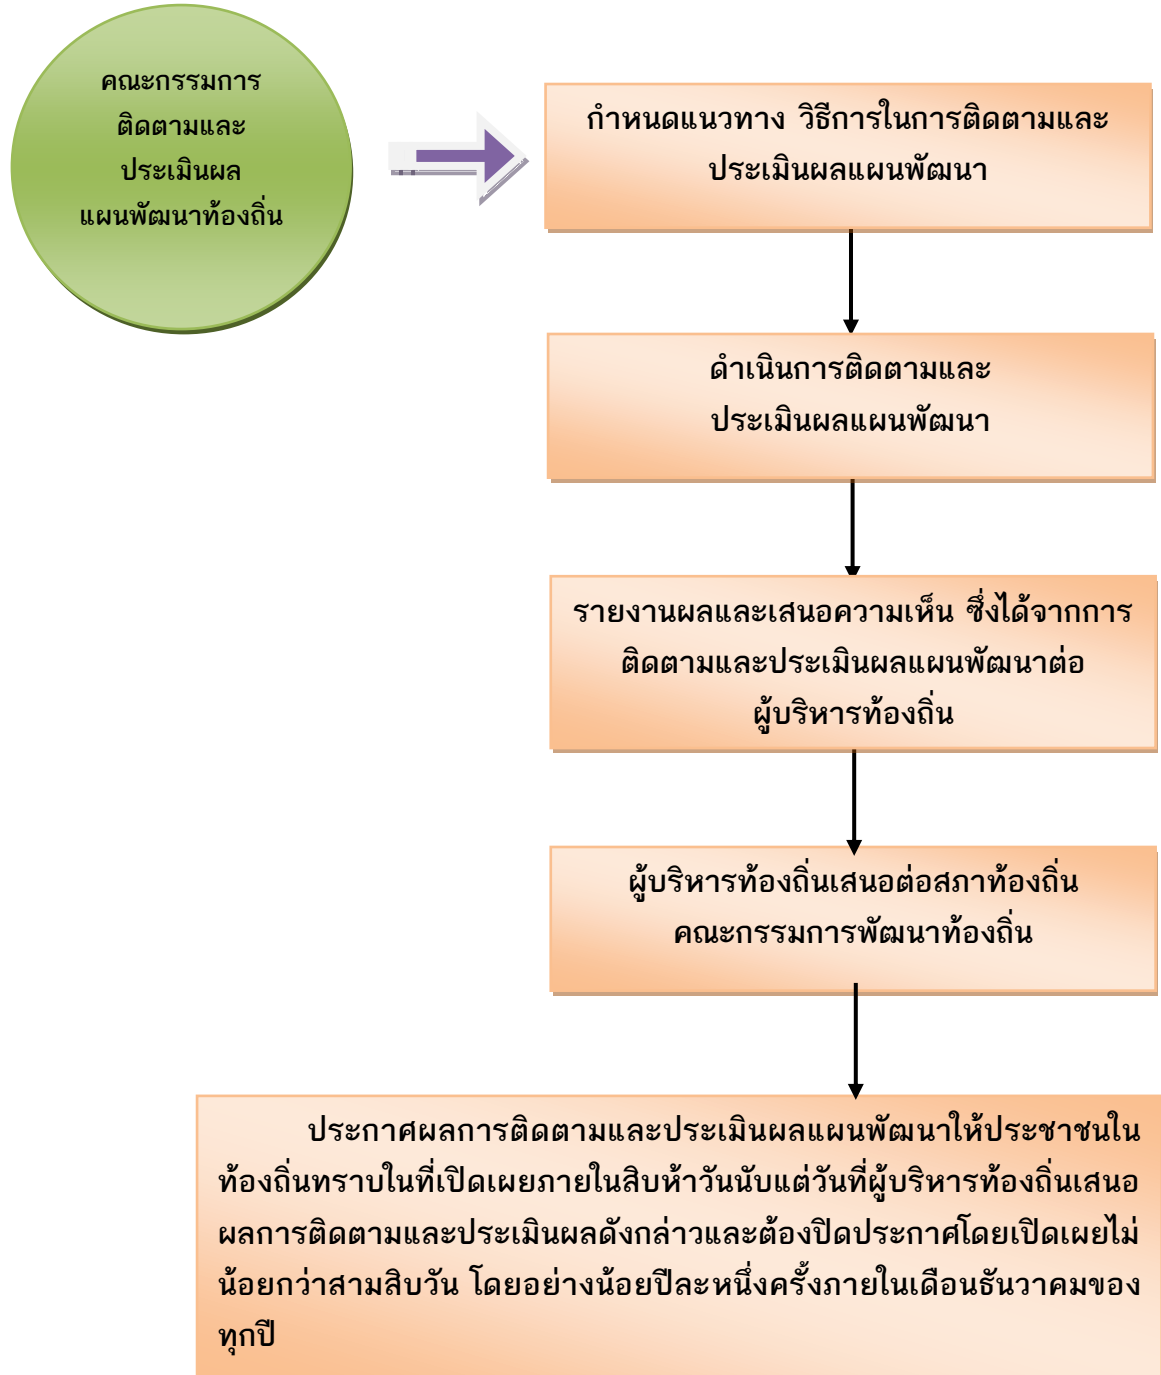 คณะกรรมการ
ติดตามและ
ประเมินผล
แผนพัฒนาท้องถิ่น
กำหนดแนวทาง วิธีการในการติดตามและ
ประเมินผลแผนพัฒนา
ดำเนินการติดตามและ
ประเมินผลแผนพัฒนา
รายงานผลและเสนอความเห็น ซึ่งได้จากการ
ติดตามและประเมินผลแผนพัฒนาต่อ
ผู้บริหารท้องถิ่น
ผู้บริหารท้องถิ่นเสนอต่อสภาท้องถิ่น
คณะกรรมการพัฒนาท้องถิ่น
ประกาศผลการติดตามและประเมินผลแผนพัฒนาให้ประชาชนใน
ท้องถิ่นทราบในที่เปิดเผยภายในสิบห้าวันนับแต่วันที่ผู้บริหารท้องถิ่นเสนอ
ผลการติดตามและประเมินผลดังกล่าวและต้องปิดประกาศโดยเปิดเผยไม่
น้อยกว่าสามสิบวัน โดยอย่างน้อยปีละหนึ่งครั้งภายในเดือนธันวาคมของ
ทุกปี